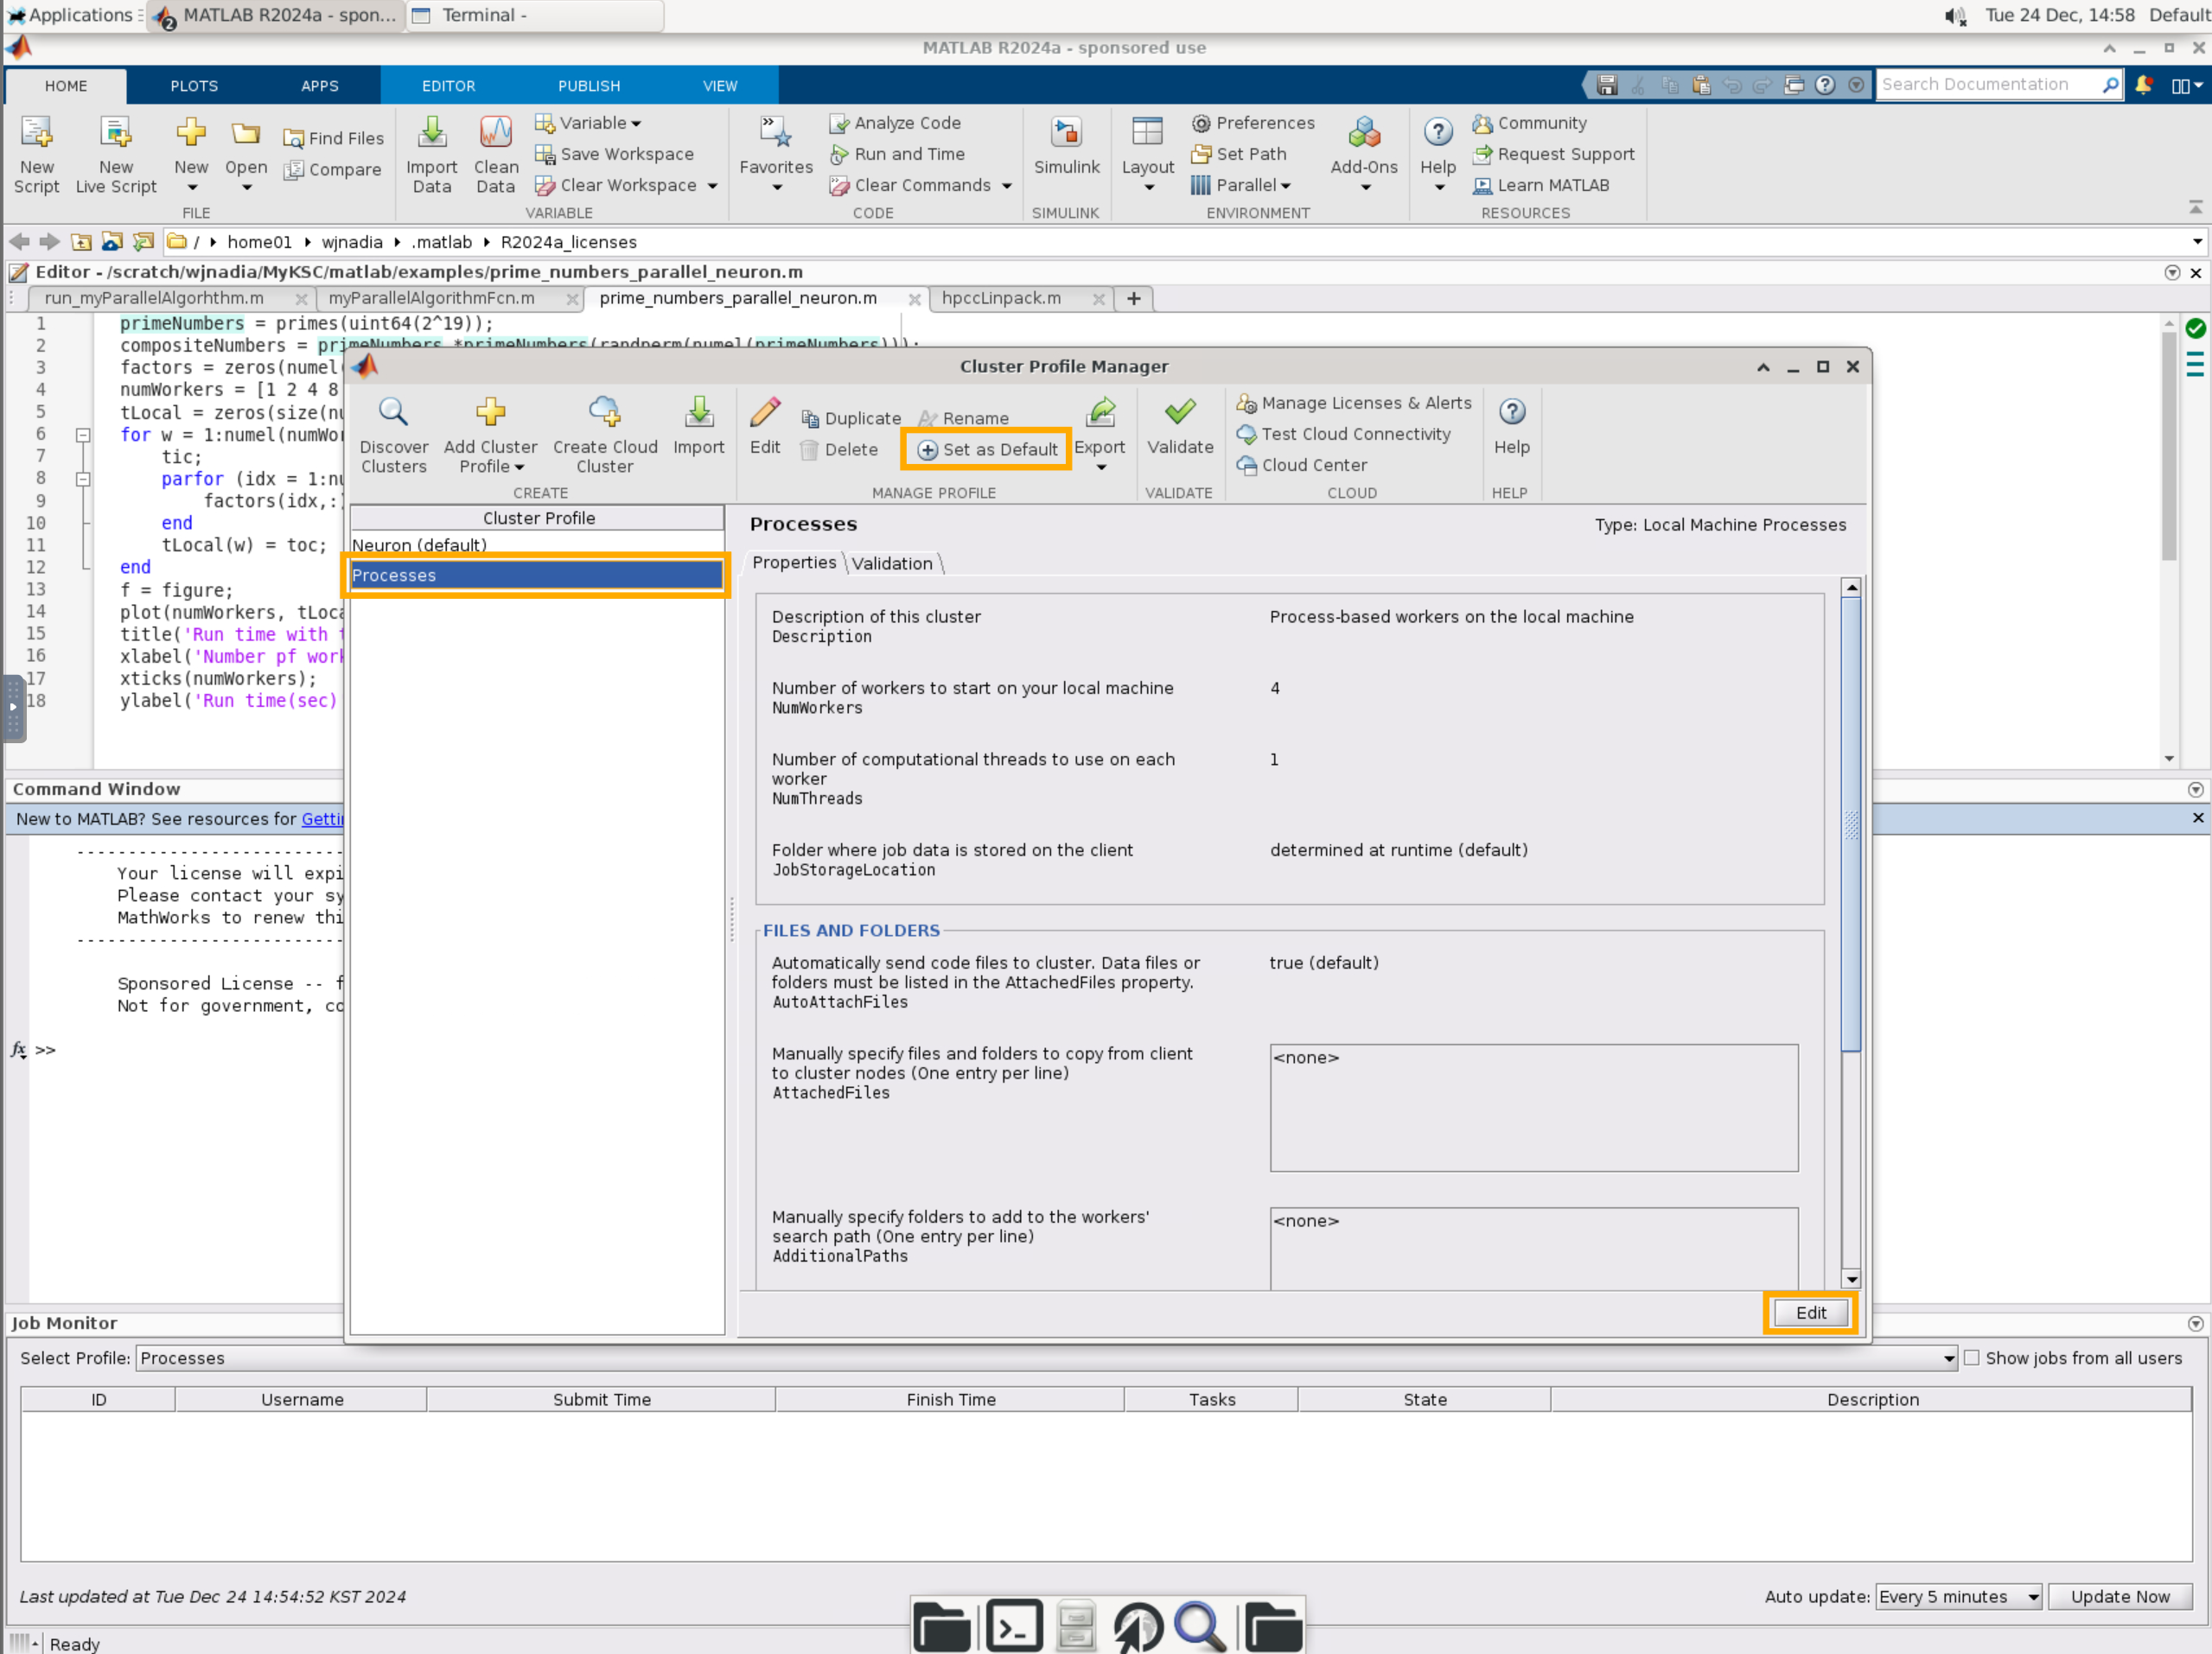 Applications
MATLAB R2024a - spon...
Terminal -
Tue 24 Dec, 14:58
Default
MATLAB R2024a - sponsored use
HOME
PLOTS
APPS
EDITOR
PUBLISH
VIEW
Search Documentation
New Script
New Live Script
New
Open
Find Files
Compare
FILE
Import Data
Clean Data
Variable
Save Workspace
Clear Workspace
VARIABLE
Favorites
Analyze Code
Run and Time
Clear Commands
CODE
Simulink
SIMULINK
Layout
Preferences
Set Path
Parallel
Add-Ons
ENVIRONMENT
Help
Community
Request Support
Learn MATLAB
RESOURCES
/ home01 wjnadia .matlab R2024a_licenses
Editor - /scratch/wjnadia/MyKSC/matlab/examples/prime_numbers_parallel_neuron.m
run_myParallelAlgorhthm.m
myParallelAlgorithmFcn.m
prime_numbers_parallel_neuron.m
hpccLinpack.m
1 primeNumbers = primes(uint64(2^19));
2 compositeNumbers = primeNumbers.*primeNumbers(randperm(numel(primeNumbers)));
3 factors = zeros(numel(
4 numWorkers = [1 2 4 8
5 tLocal = zeros(size(nu
6 for w = 1:numel(numWor
7 tic;
8 parfor (idx = 1:nu
9 factors(idx,:)
10 end
11 tLocal(w) = toc;
12 end
13 f = figure;
14 plot(numWorkers, tLoca
15 title('Run time with t
16 xlabel('Number pf work
17 xticks(numWorkers);
18 ylabel('Run time(sec)
Cluster Profile Manager
Discover Clusters
Add Cluster Profile
Create Cloud Cluster
Import
CREATE
Edit
Duplicate
Delete
Rename
Set as Default
Export
MANAGE PROFILE
Validate
VALIDATE
Manage Licenses & Alerts
Test Cloud Connectivity
Cloud Center
CLOUD
Help
HELP
Cluster Profile
Neuron (default)
Processes
Processes
Type: Local Machine Processes
Properties
Validation
Description of this cluster
Description
Process-based workers on the local machine
Number of workers to start on your local machine
NumWorkers
4
Number of computational threads to use on each
worker
NumThreads
1
Folder where job data is stored on the client
JobStorageLocation
determined at runtime (default)
FILES AND FOLDERS
Automatically send code files to cluster. Data files or
folders must be listed in the AttachedFiles property.
AutoAttachFiles
true (default)
Manually specify files and folders to copy from client
to cluster nodes (One entry per line)
AttachedFiles
<none>
Manually specify folders to add to the workers'
search path (One entry per line)
AdditionalPaths
<none>
Edit
Command Window
New to MATLAB? See resources for Getti
Your license will expi
Please contact your sy
MathWorks to renew thi
Sponsored License -- f
Not for government, co
fx >>
Job Monitor
Select Profile: Processes
Show jobs from all users
ID
Username
Submit Time
Finish Time
Tasks
State
Description
Last updated at Tue Dec 24 14:54:52 KST 2024
Auto update: Every 5 minutes
Update Now
Ready